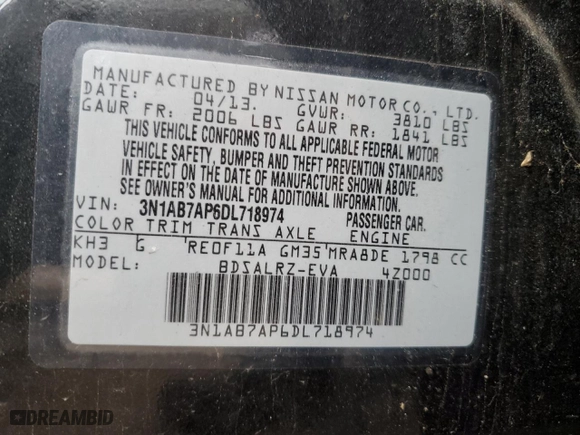 MANUFACTURED BY NISSAN MOTOR CO., LTD.
DATE: 04/13. GVWR: 3810 LBS
GAWR FR: 2006 LBS GAWR RR: 1841 LBS
THIS VEHICLE CONFORMS TO ALL APPLICABLE FEDERAL MOTOR
VEHICLE SAFETY, BUMPER AND THEFT PREVENTION STANDARDS
IN EFFECT ON THE DATE OF MANUFACTURE SHOWN ABOVE.
SEE OWNER'S MANUAL FOR ADDITIONAL INFORMATION.
VIN: 3N1AB7AP6DL718974 PASSENGER CAR.
COLOR TRIM TRANS AXLE ENGINE
KH3 G RE0F11A GM35 MRA8DE 1798 CC
MODEL: BDSALRZ-EVA 4Z000
3N1AB7AP6DL718974
DREAMBID